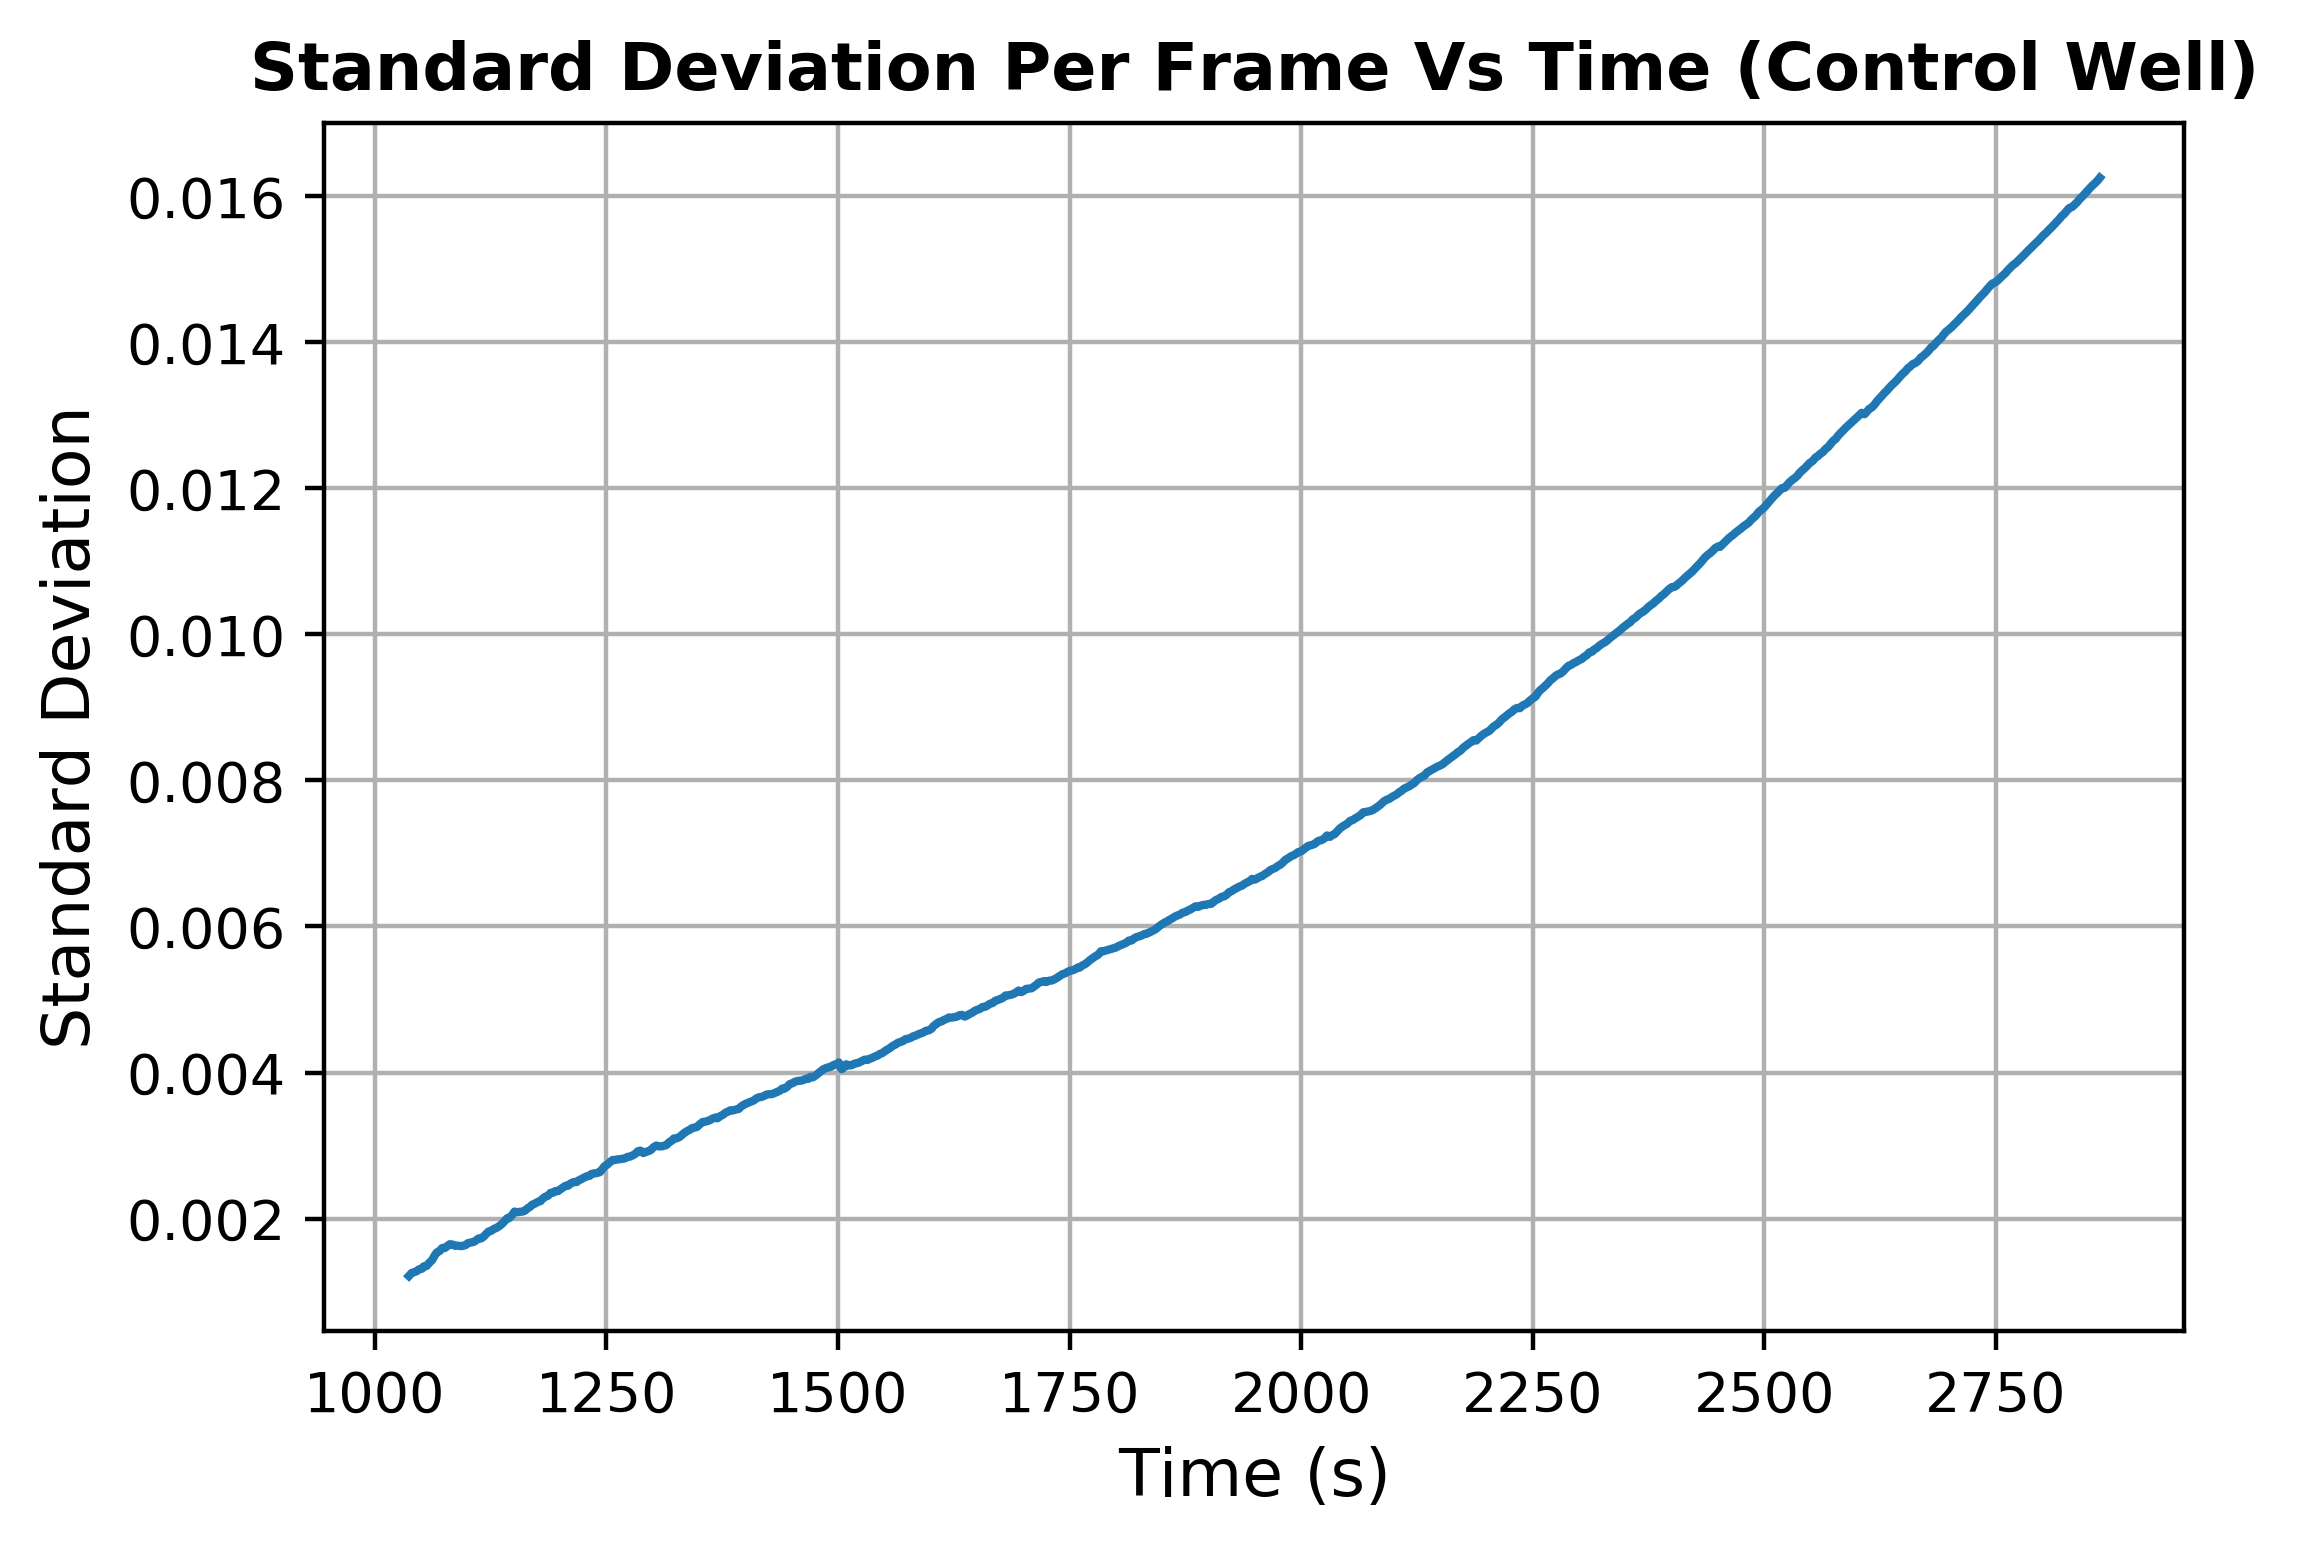 Standard Deviation Per Frame Vs Time (Control Well)
Standard Deviation
0.016
0.014
0.012
0.010
0.008
0.006
0.004
0.002
1000 1250 1500 1750 2000 2250 2500 2750
Time (s)